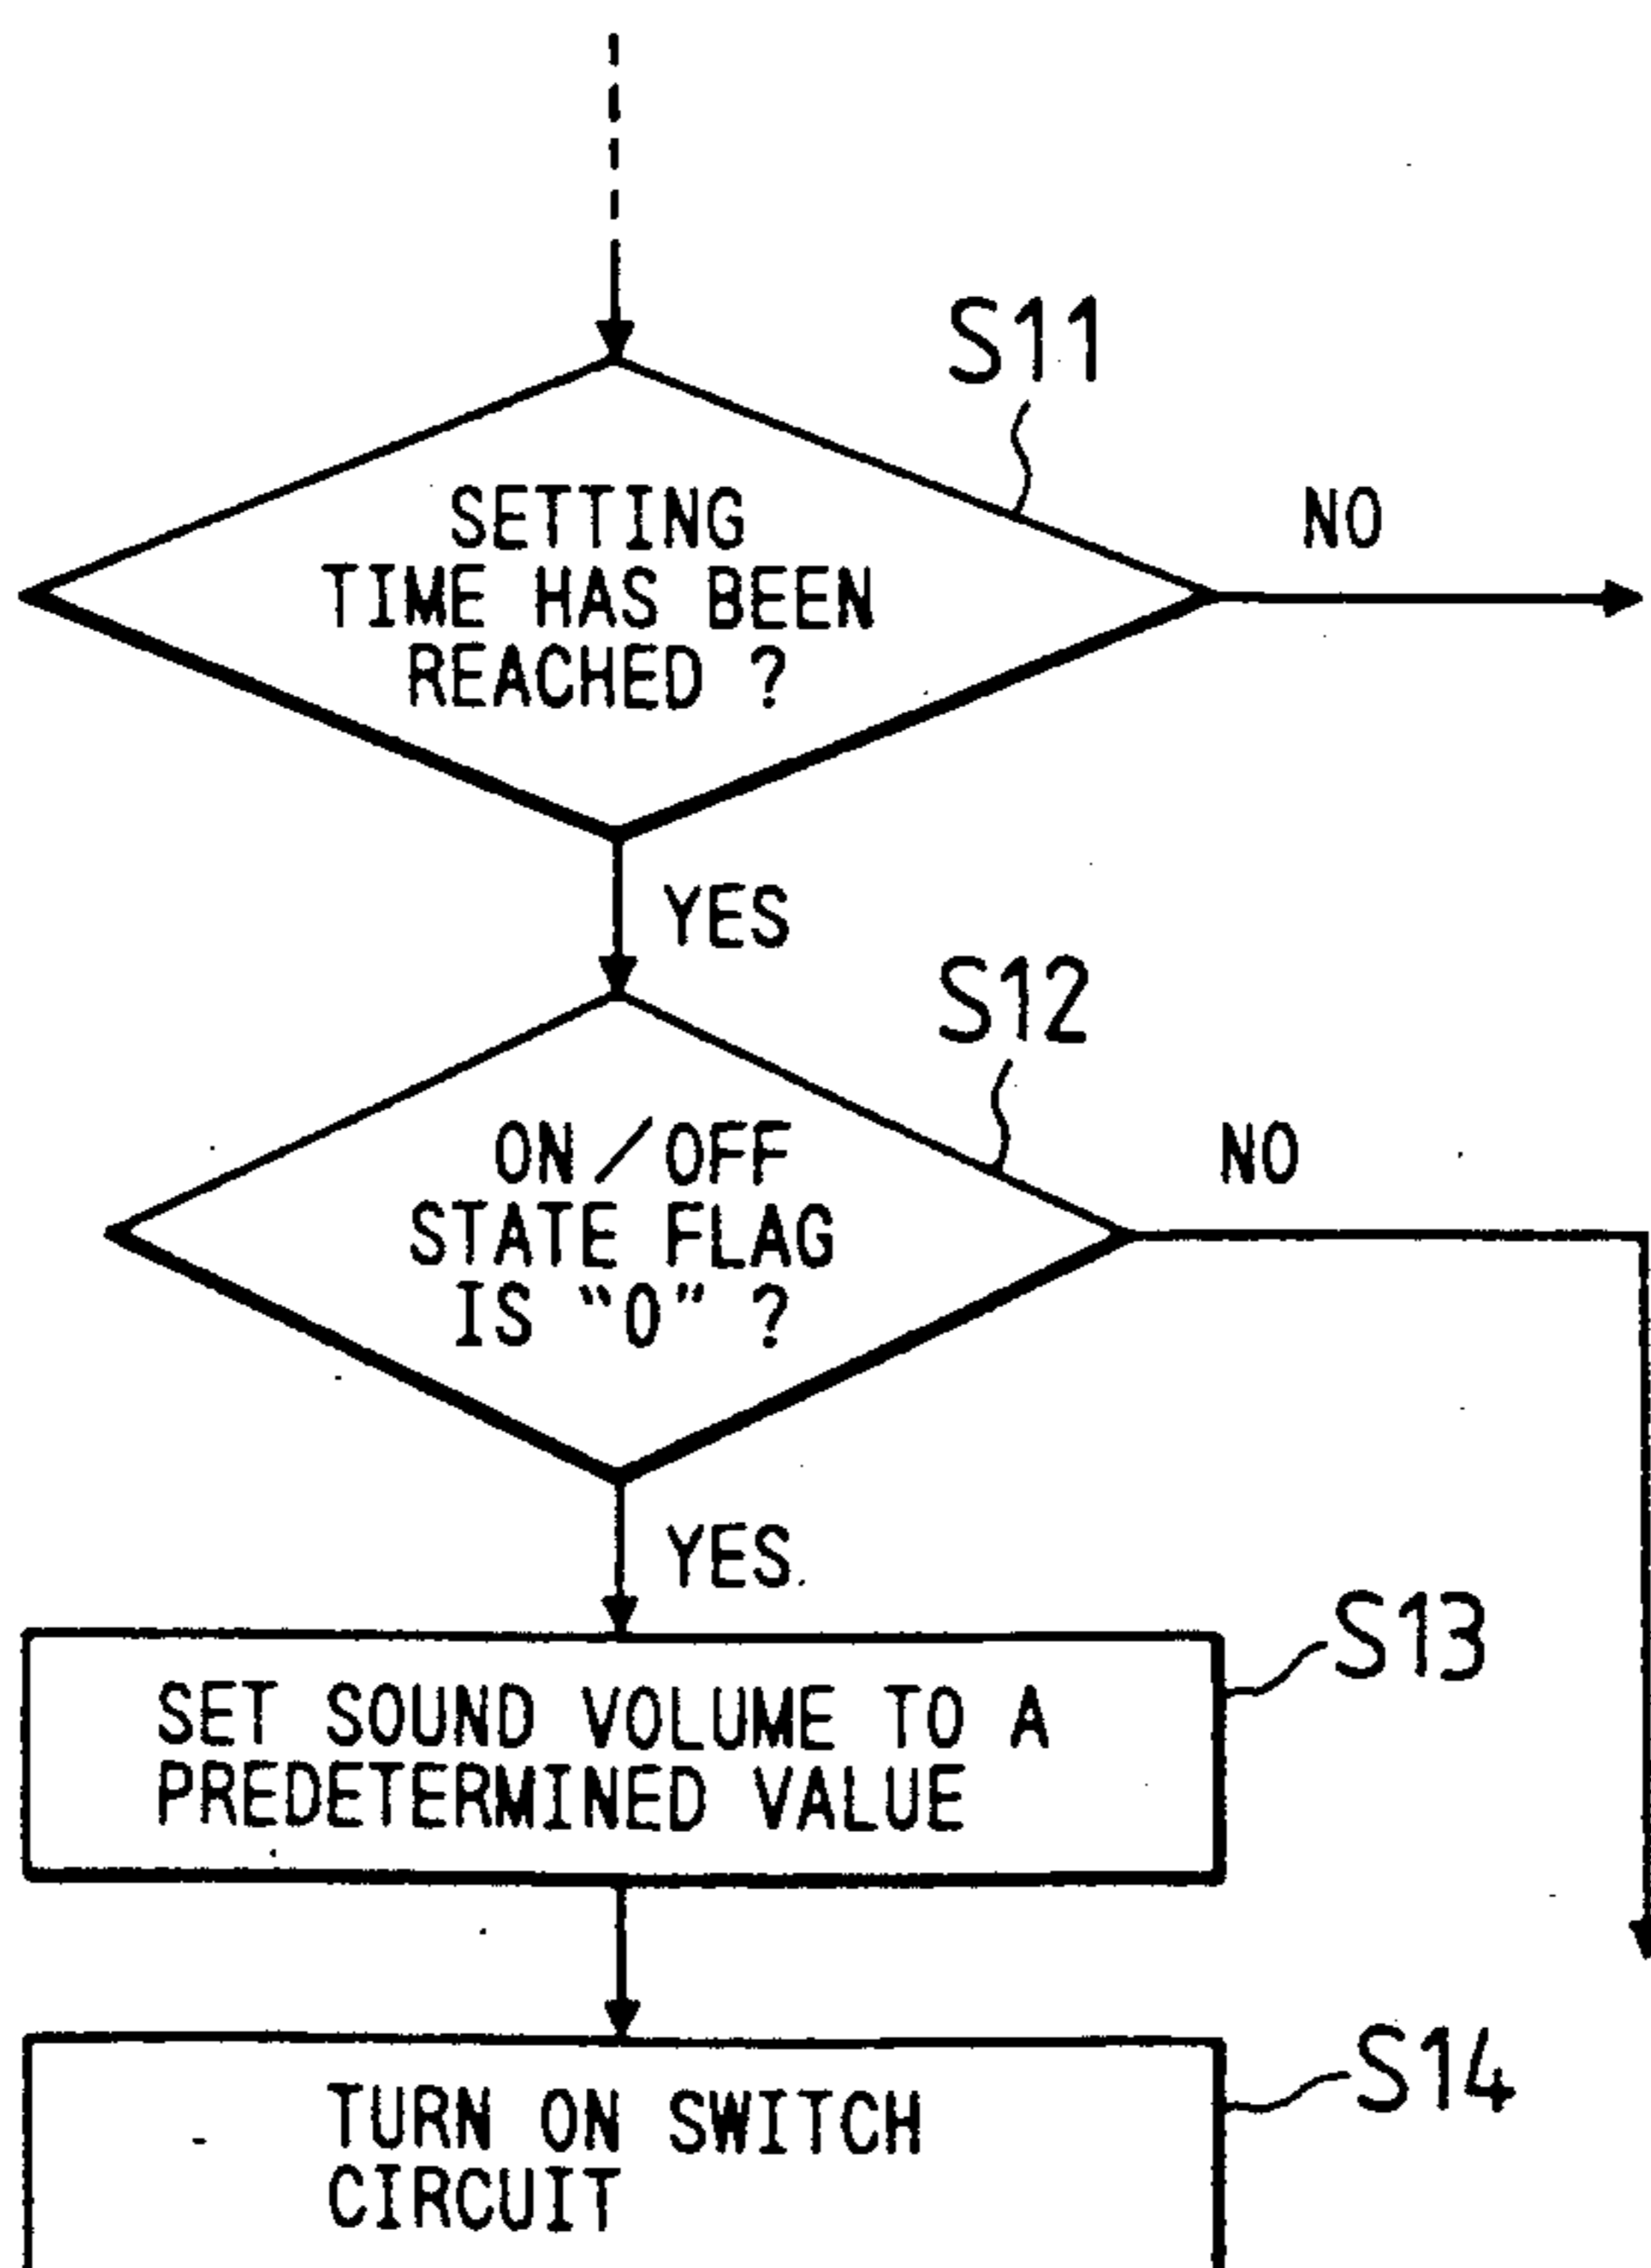 S11
SETTING
TIME HAS BEEN
REACHED ?
NO
YES
S12
ON/OFF
STATE FLAG
IS "0" ?
NO
YES
S13
SET SOUND VOLUME TO A
PREDETERMINED VALUE
S14
TURN ON SWITCH
CIRCUIT